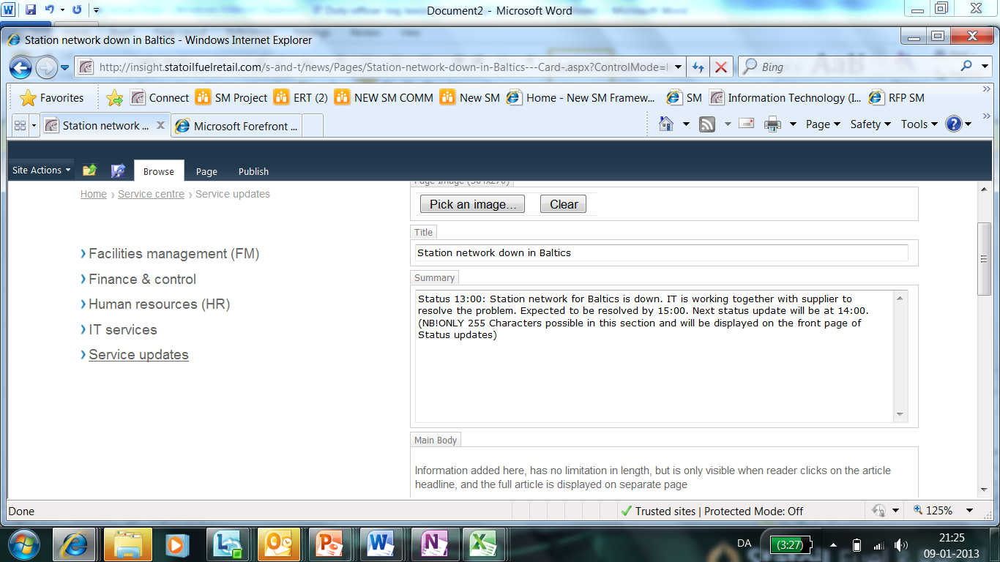 Document2 - Microsoft Word
Station network down in Baltics - Windows Internet Explorer
http://insight.statoilfuelretail.com/s-and-t/news/Pages/Station-network-down-in-Baltics---Card-.aspx?ControlMode=
Bing
Favorites Connect SM Project ERT (2) NEW SM COMM New SM Home - New SM Framew... SM Information Technology (I... RFP SM
Station network ... Microsoft Forefront ... Page Safety Tools
Site Actions Browse Page Publish
Page Image
Home › Service centre › Service updates
Pick an image... Clear
Title
Station network down in Baltics
Facilities management (FM)
Finance & control
Human resources (HR)
IT services
Service updates
Summary
Status 13:00: Station network for Baltics is down. IT is working together with supplier to
resolve the problem. Expected to be resolved by 15:00. Next status update will be at 14:00.
(NB!ONLY 255 Characters possible in this section and will be displayed on the front page of
Status updates)
Main Body
Information added here, has no limitation in length, but is only visible when reader clicks on the article
headline, and the full article is displayed on separate page
Done Trusted sites | Protected Mode: Off 125%
DA (3:27) 21:25
09-01-2013